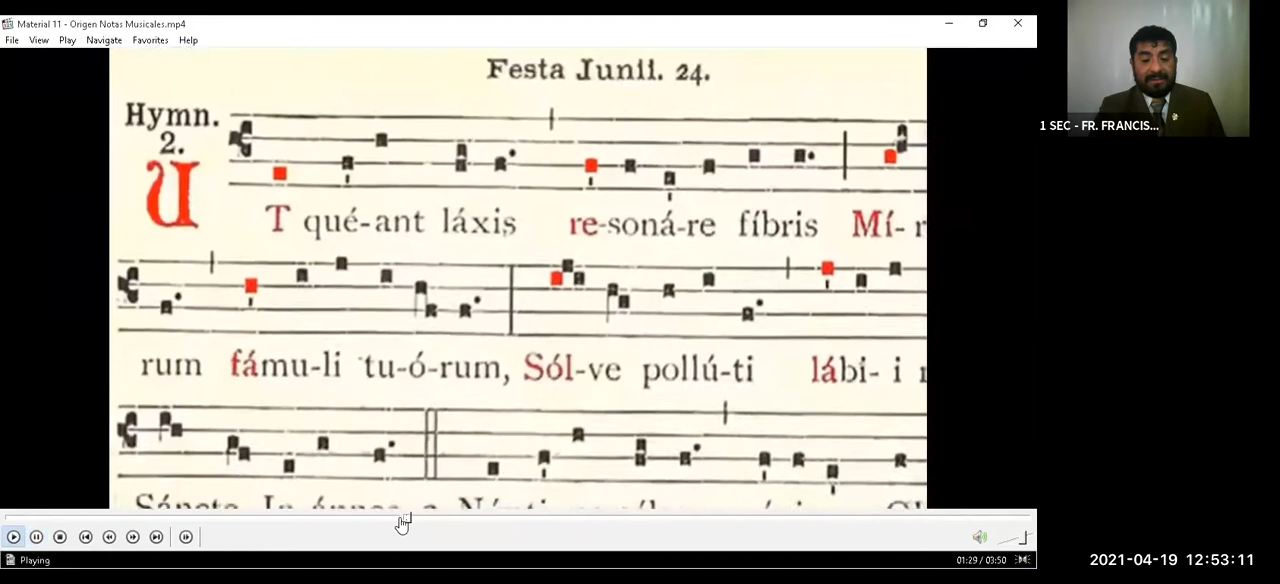 Material 11 - Origen Notas Musicales.mp4
File View Play Navigate Favorites Help
Festa Junii. 24.
Hymn.
2.
UT qué-ant láxis re-soná-re fíbris Mí-
rum fámu-li tu-ó-rum, Sól-ve pollú-ti lábi- i
Sáncte
1 SEC - FR. FRANCIS...
Playing
01:29 / 03:50
2021-04-19 12:53:11